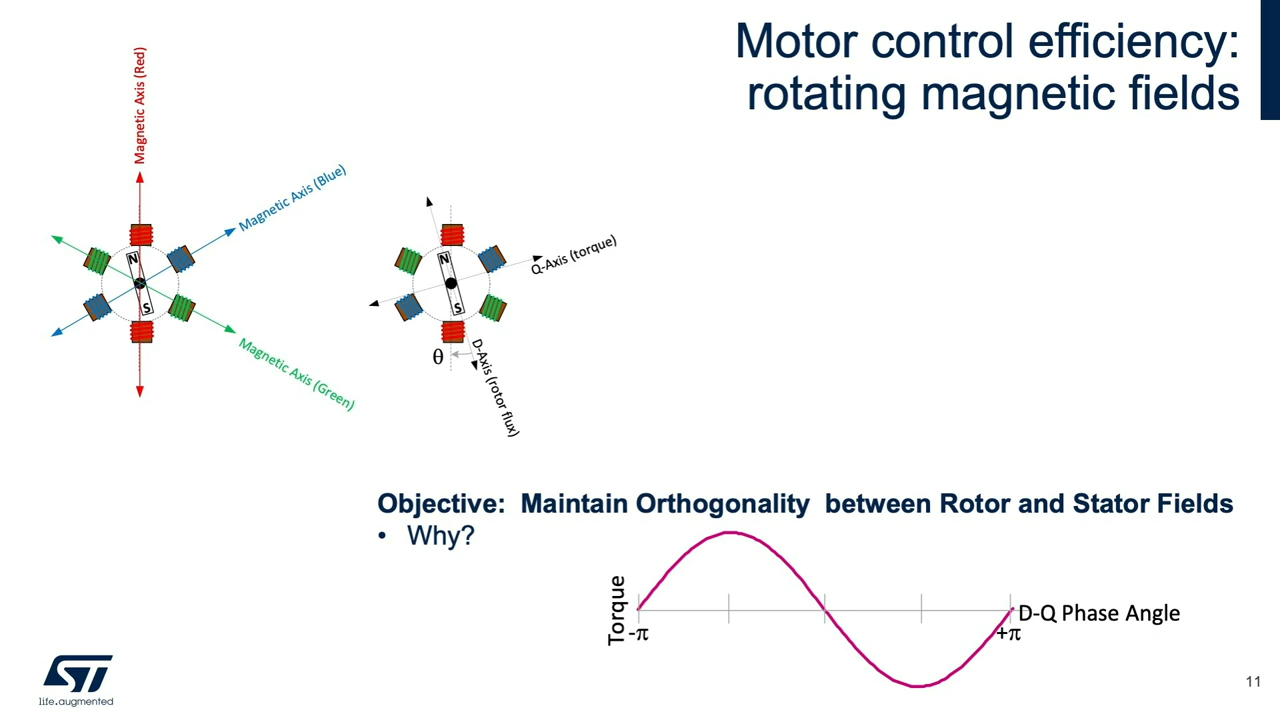 Motor control efficiency:
rotating magnetic fields
Magnetic Axis (Red)
Magnetic Axis (Blue)
Magnetic Axis (Green)
N
S
N
S
Q-Axis (torque)
D-Axis (rotor flux)
θ
Objective: Maintain Orthogonality between Rotor and Stator Fields
• Why?
Torque
-π
+π
D-Q Phase Angle
ST
life.augmented
11